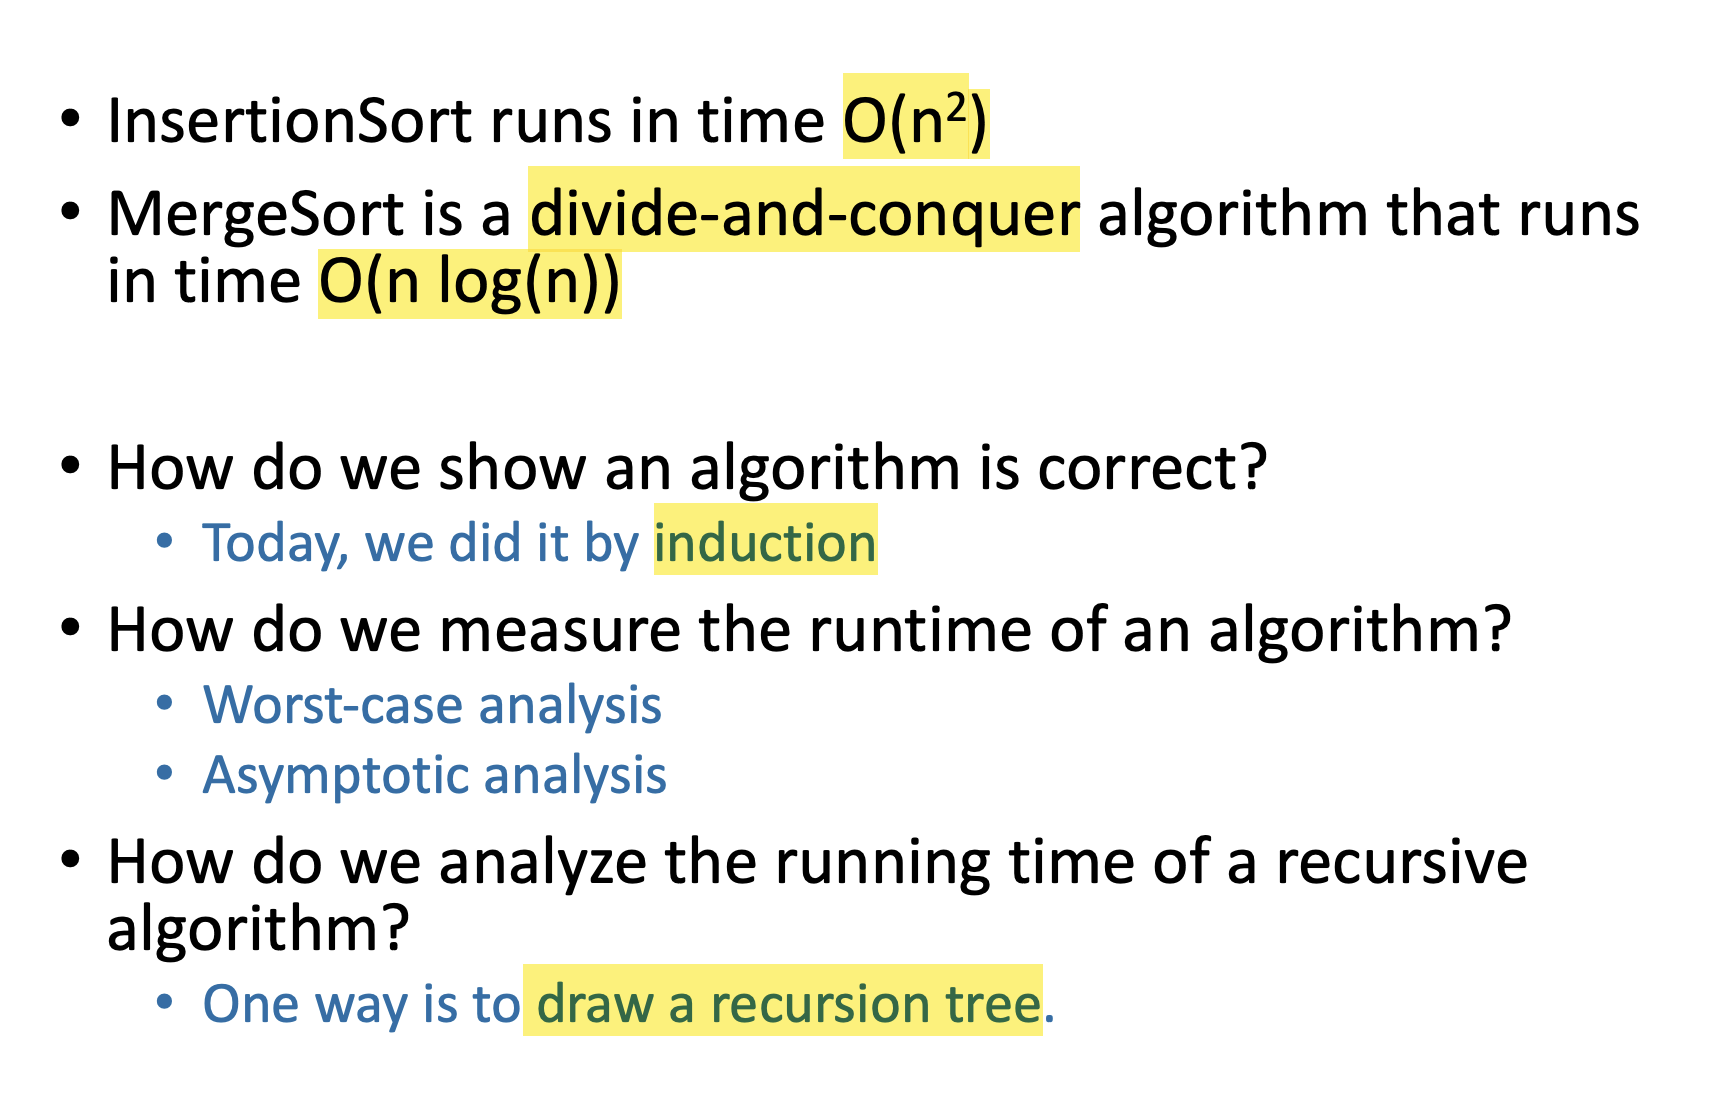 • InsertionSort runs in time O(n²)
• MergeSort is a divide-and-conquer algorithm that runs
in time O(n log(n))
• How do we show an algorithm is correct?
• Today, we did it by induction
• How do we measure the runtime of an algorithm?
• Worst-case analysis
• Asymptotic analysis
• How do we analyze the running time of a recursive
algorithm?
• One way is to draw a recursion tree.